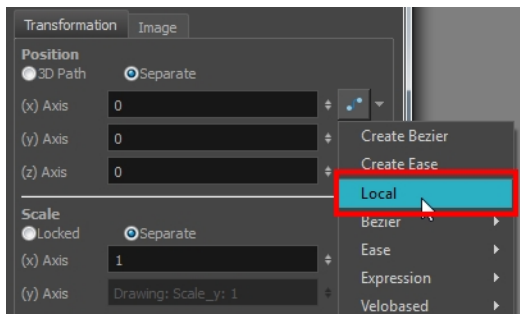 Transformation Image
Position
3D Path Separate
(x) Axis 0
(y) Axis 0
(z) Axis 0
Scale
Locked Separate
(x) Axis 1
(y) Axis Drawing: Scale_y: 1
Create Bezier
Create Ease
Local
Bezier
Ease
Expression
Velobased